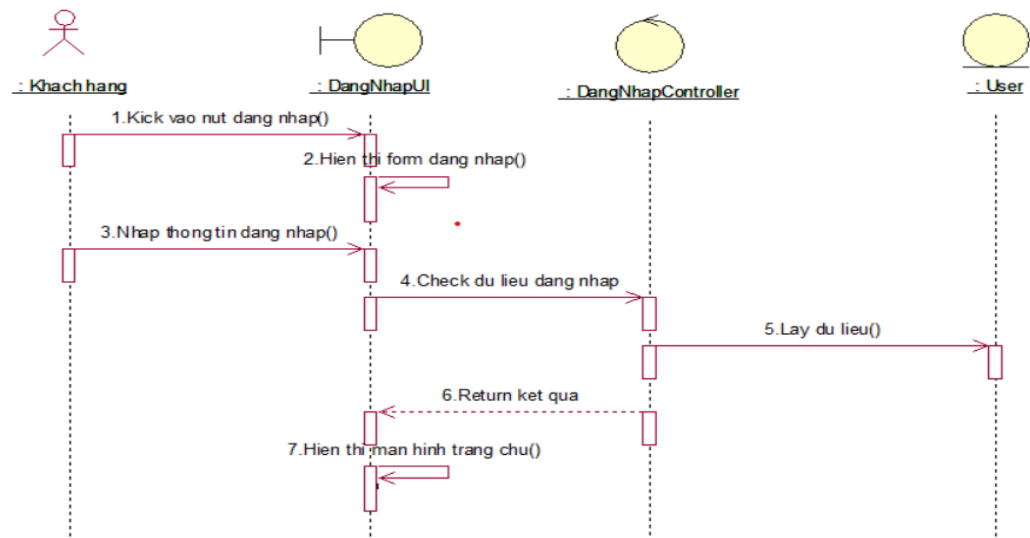 : Khach hang
: DangNhapUI
: DangNhapController
: User
1.Kick vao nut dang nhap()
2.Hien thi form dang nhap()
3.Nhap thong tin dang nhap()
4.Check du lieu dang nhap
5.Lay du lieu()
6.Return ket qua
7.Hien thi man hinh trang chu()